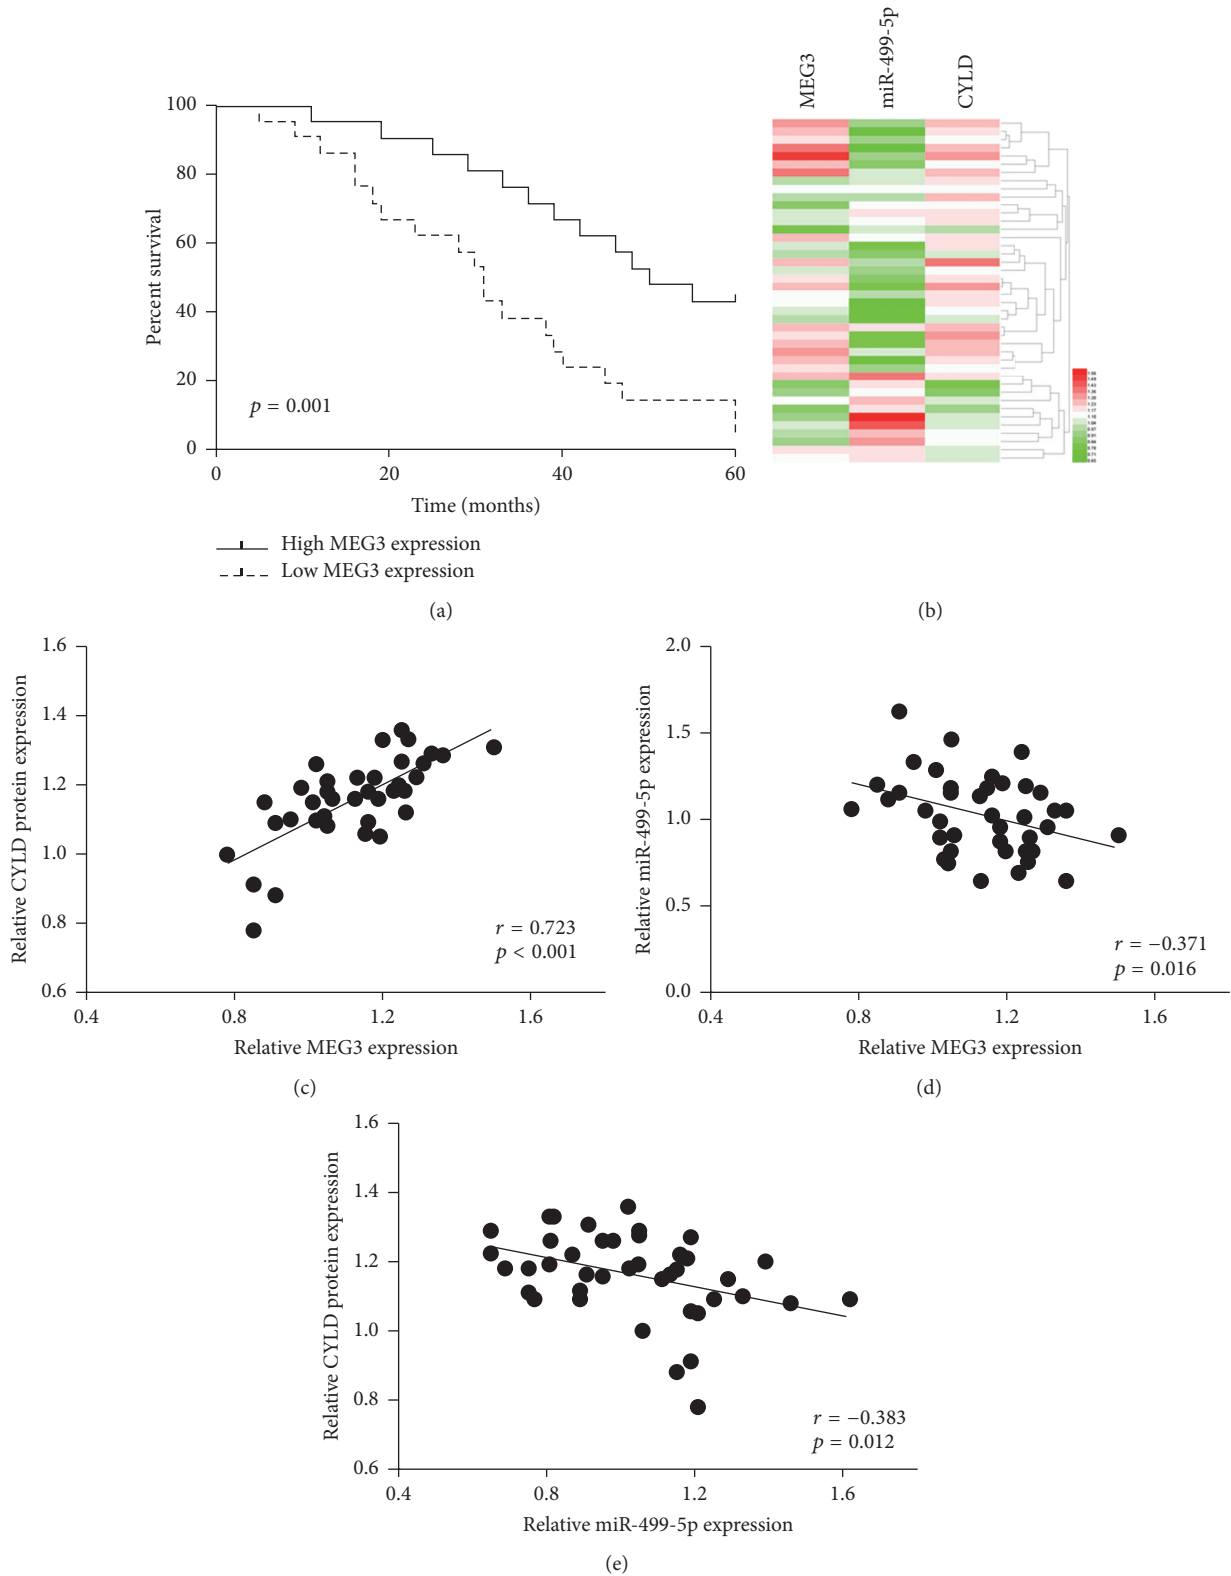 MEG3
miR-499-5p
CYLD
100
80
60
40
20
0
Percent survival
p = 0.001
0
20
40
60
Time (months)
High MEG3 expression
Low MEG3 expression
(a)
(b)
1.6
1.4
1.2
1.0
0.8
0.6
Relative CYLD protein expression
r = 0.723
p < 0.001
0.4
0.8
1.2
1.6
Relative MEG3 expression
(c)
2.0
1.5
1.0
0.5
0.0
Relative miR-499-5p expression
r = −0.371
p = 0.016
0.4
0.8
1.2
1.6
Relative MEG3 expression
(d)
1.6
1.4
1.2
1.0
0.8
0.6
Relative CYLD protein expression
r = −0.383
p = 0.012
0.4
0.8
1.2
1.6
Relative miR-499-5p expression
(e)